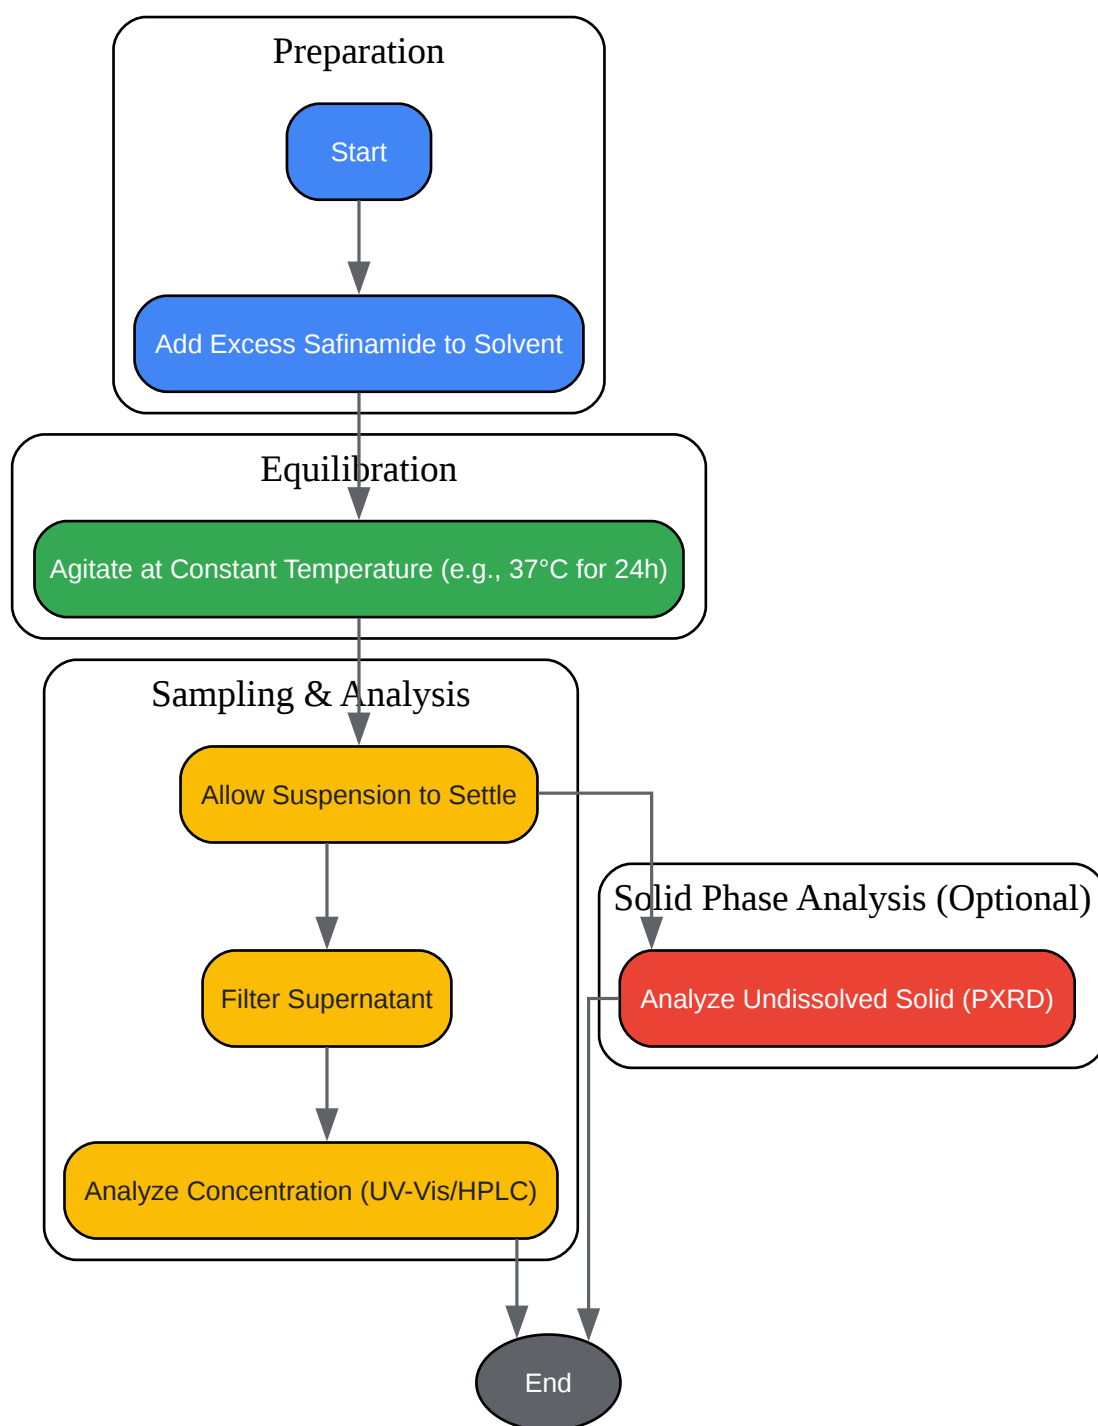 Preparation
Start
Add Excess Safinamide to Solvent
Equilibration
Agitate at Constant Temperature (e.g., 37°C for 24h)
Sampling & Analysis
Allow Suspension to Settle
Solid Phase Analysis (Optional)
Filter Supernatant
Analyze Undissolved Solid (PXRD)
Analyze Concentration (UV-Vis/HPLC)
End